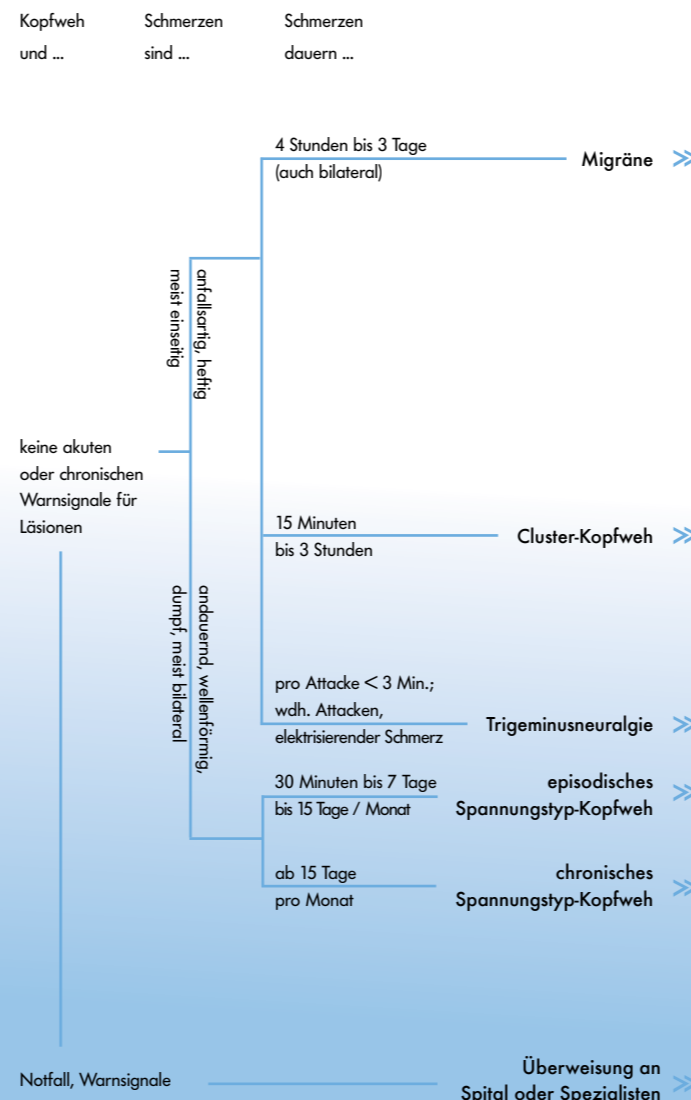 Kopfweh
und ...
Schmerzen
sind ...
Schmerzen
dauern ...
4 Stunden bis 3 Tage
(auch bilateral)
Migräne
anfallsartig, heftig
meist einseitig
keine akuten
oder chronischen
Warnsignale für
Läsionen
15 Minuten
bis 3 Stunden
Cluster-Kopfweh
andauernd, wellenförmig,
dumpf, meist bilateral
pro Attacke < 3 Min.;
wdh. Attacken,
elektrisierender Schmerz
Trigeminusneuralgie
30 Minuten bis 7 Tage
bis 15 Tage / Monat
episodisches
Spannungstyp-Kopfweh
ab 15 Tage
pro Monat
chronisches
Spannungstyp-Kopfweh
Notfall, Warnsignale
Überweisung an
Spital oder Spezialisten